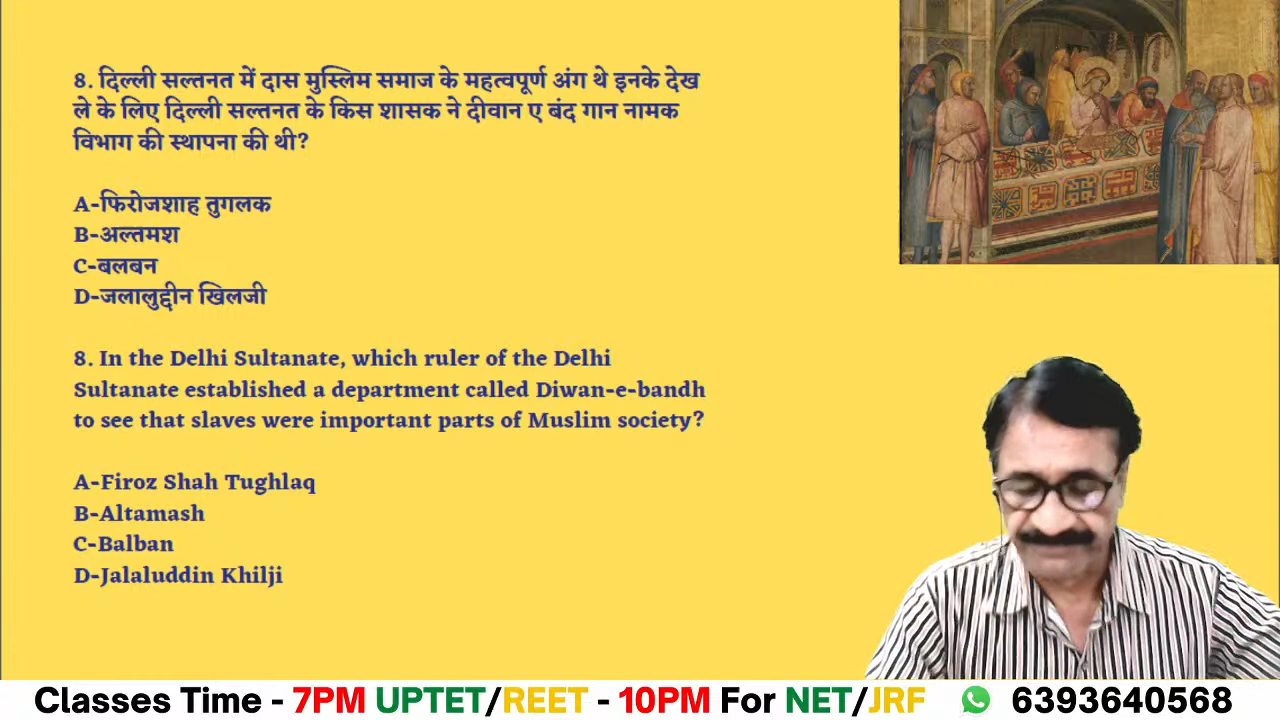 8. दिल्ली सल्तनत में दास मुस्लिम समाज के महत्वपूर्ण अंग थे इनके देख
ले के लिए दिल्ली सल्तनत के किस शासक ने दीवान ए बंद गान नामक
विभाग की स्थापना की थी?
A-फिरोजशाह तुगलक
B-अल्तमश
C-बलबन
D-जलालुद्दीन खिलजी
8. In the Delhi Sultanate, which ruler of the Delhi
Sultanate established a department called Diwan-e-bandh
to see that slaves were important parts of Muslim society?
A-Firoz Shah Tughlaq
B-Altamash
C-Balban
D-Jalaluddin Khilji
Classes Time - 7PM UPTET/REET - 10PM For NET/JRF 6393640568